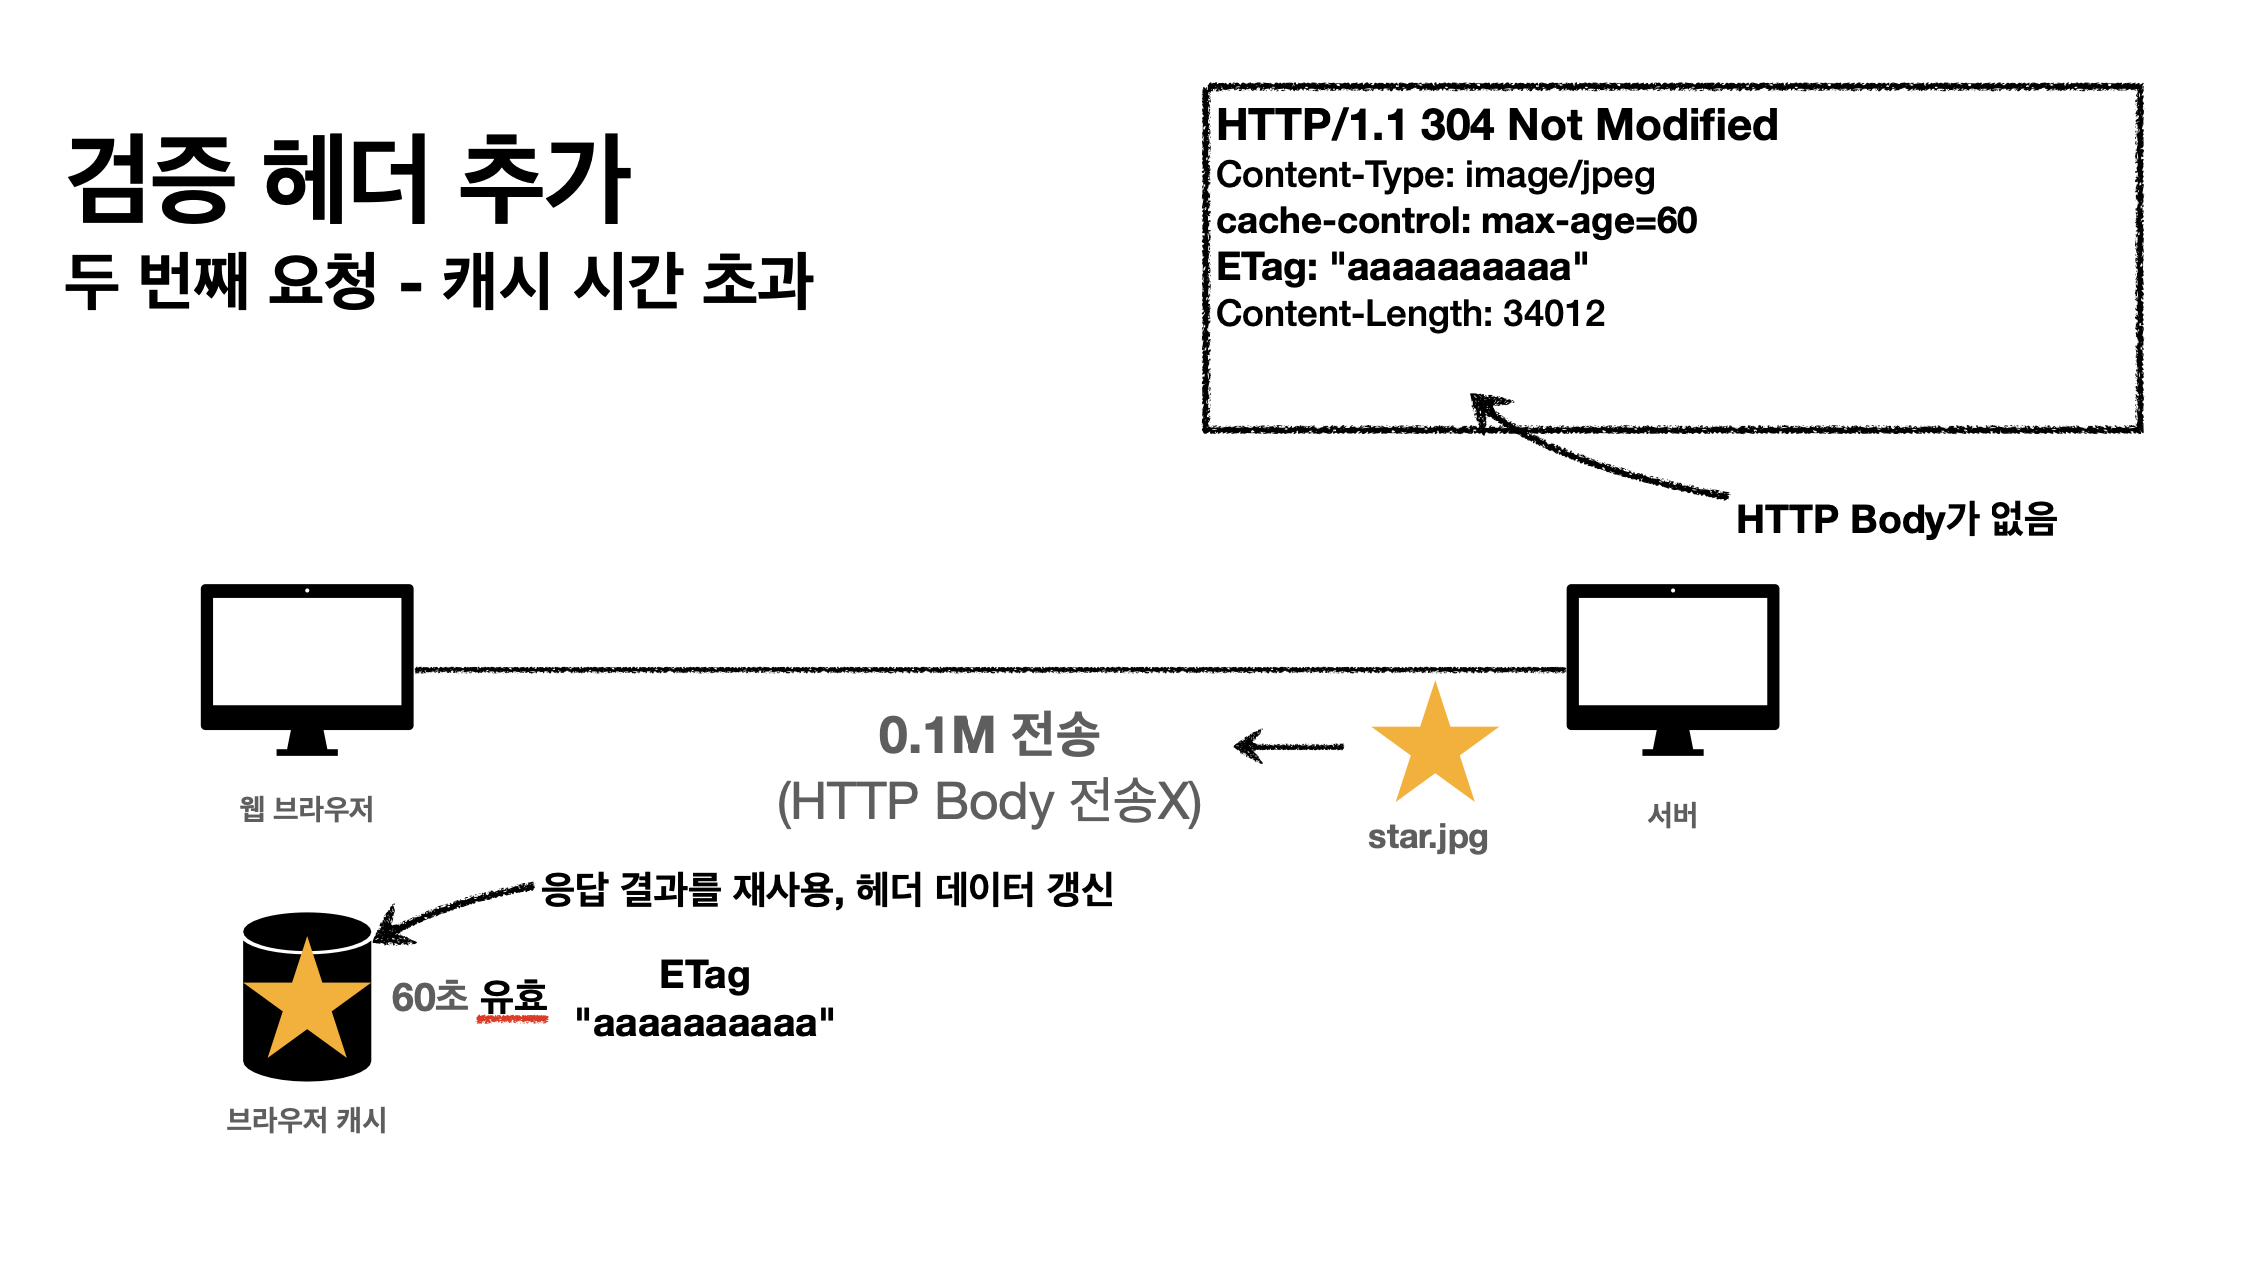 검증 헤더 추가
두 번째 요청 - 캐시 시간 초과
HTTP/1.1 304 Not Modified
Content-Type: image/jpeg
cache-control: max-age=60
ETag: "aaaaaaaaaa"
Content-Length: 34012
HTTP Body가 없음
0.1M 전송
(HTTP Body 전송X)
웹 브라우저
star.jpg
서버
응답 결과를 재사용, 헤더 데이터 갱신
60초 유효
ETag
"aaaaaaaaaa"
브라우저 캐시